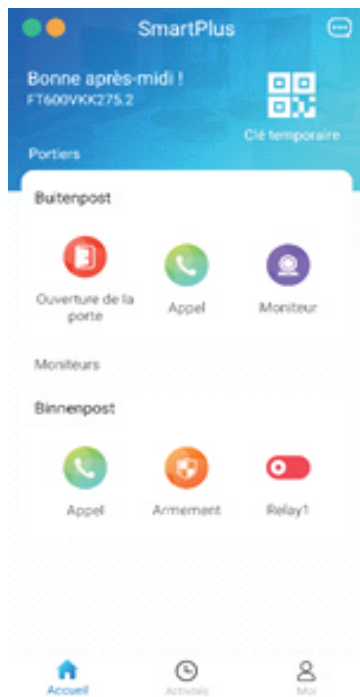 SmartPlus
Bonne après-midi !
FT600VKK275.2
Clé temporaire
Portiers
Buitenpost
Ouverture de la
porte
Appel
Moniteur
Moniteurs
Binnenpost
Appel
Armement
Relay1
Accueil
Activités
Moi